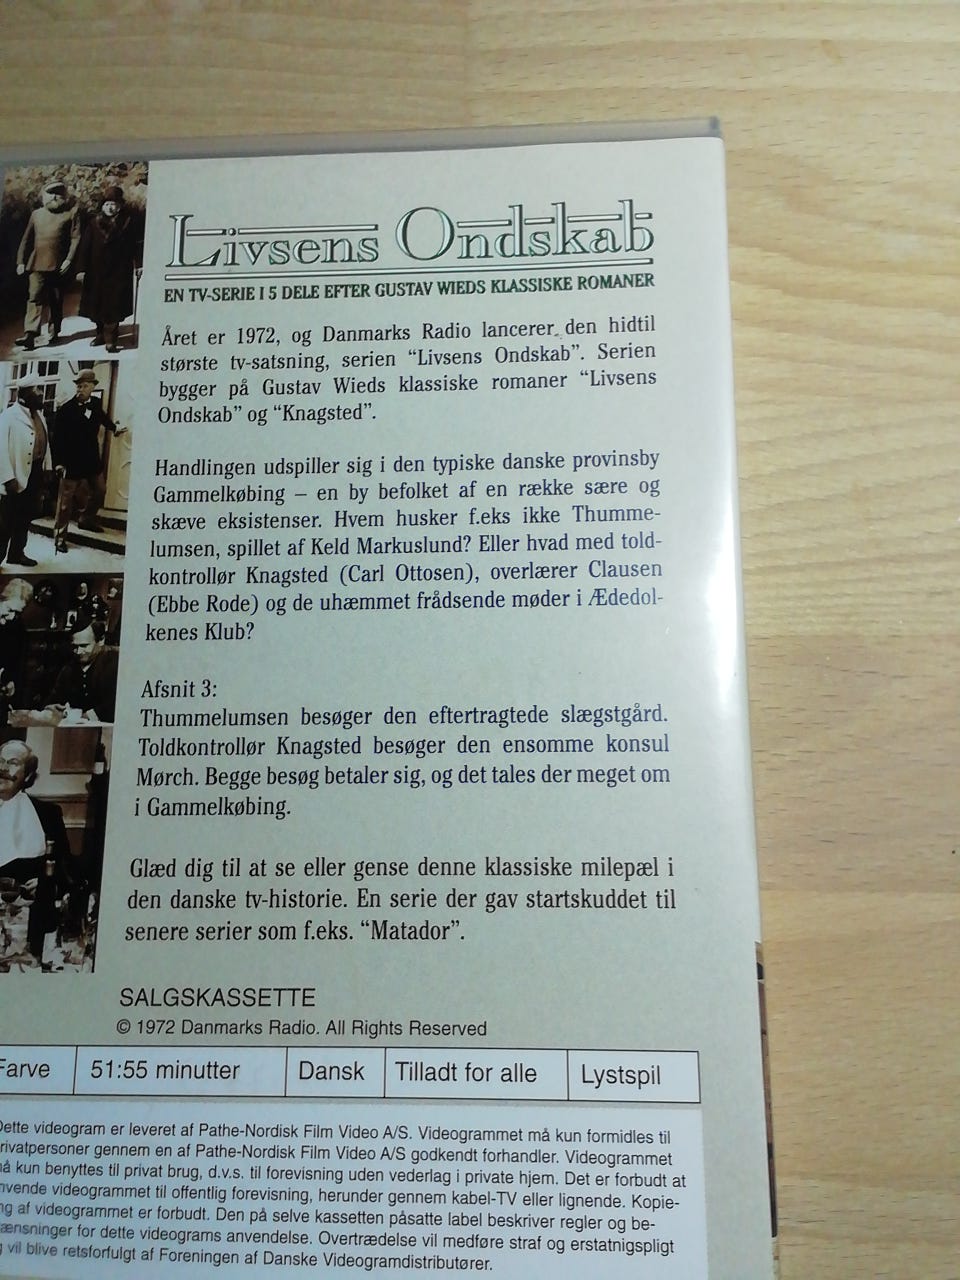 Livsens Ondskab
EN TV-SERIE I 5 DELE EFTER GUSTAV WIEDS KLASSISKE ROMANER
Året er 1972, og Danmarks Radio lancerer den hidtil
største tv-satsning, serien “Livsens Ondskab”. Serien
bygger på Gustav Wieds klassiske romaner “Livsens
Ondskab” og “Knagsted”.
Handlingen udspiller sig i den typiske danske provinsby
Gammelkøbing – en by befolket af en række sære og
skæve eksistenser. Hvem husker f.eks ikke Thumme-
lumsen, spillet af Keld Markuslund? Eller hvad med told-
kontrollør Knagsted (Carl Ottosen), overlærer Clausen
(Ebbe Rode) og de uhæmmet frådsende møder i Ædedol-
kenes Klub?
Afsnit 3:
Thummelumsen besøger den eftertragtede slægstgård.
Toldkontrollør Knagsted besøger den ensomme konsul
Mørch. Begge besøg betaler sig, og det tales der meget om
i Gammelkøbing.
Glæd dig til at se eller gense denne klassiske milepæl i
den danske tv-historie. En serie der gav startskuddet til
senere serier som f.eks. “Matador”.
SALGSKASSETTE
© 1972 Danmarks Radio. All Rights Reserved
Farve 51:55 minutter Dansk Tilladt for alle Lystspil
Dette videogram er leveret af Pathe-Nordisk Film Video A/S. Videogrammet må kun formidles til
rivatpersoner gennem en af Pathe-Nordisk Film Video A/S godkendt forhandler. Videogrammet
å kun benyttes til privat brug, d.v.s. til forevisning uden vederlag i private hjem. Det er forbudt at
nvende videogrammet til offentlig forevisning, herunder gennem kabel-TV eller lignende. Kopie-
ng af videogrammet er forbudt. Den på selve kassetten påsatte label beskriver regler og be-
ænsninger for dette videograms anvendelse. Overtrædelse vil medføre straf og erstatnigspligt
g vil blive retsforfulgt af Foreningen af Danske Videogramdistributører.